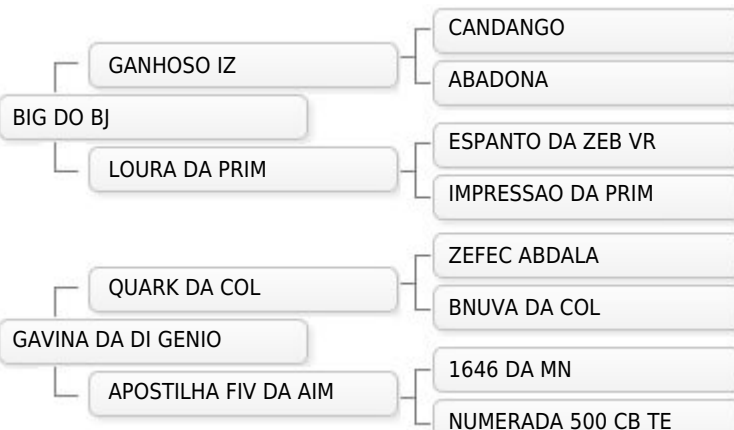 CANDANGO
GANHOSO IZ
ABADONA
BIG DO BJ
ESPANTO DA ZEB VR
LOURA DA PRIM
IMPRESSAO DA PRIM
ZEFEC ABDALA
QUARK DA COL
BNUVA DA COL
GAVINA DA DI GENIO
1646 DA MN
APOSTILHA FIV DA AIM
NUMERADA 500 CB TE